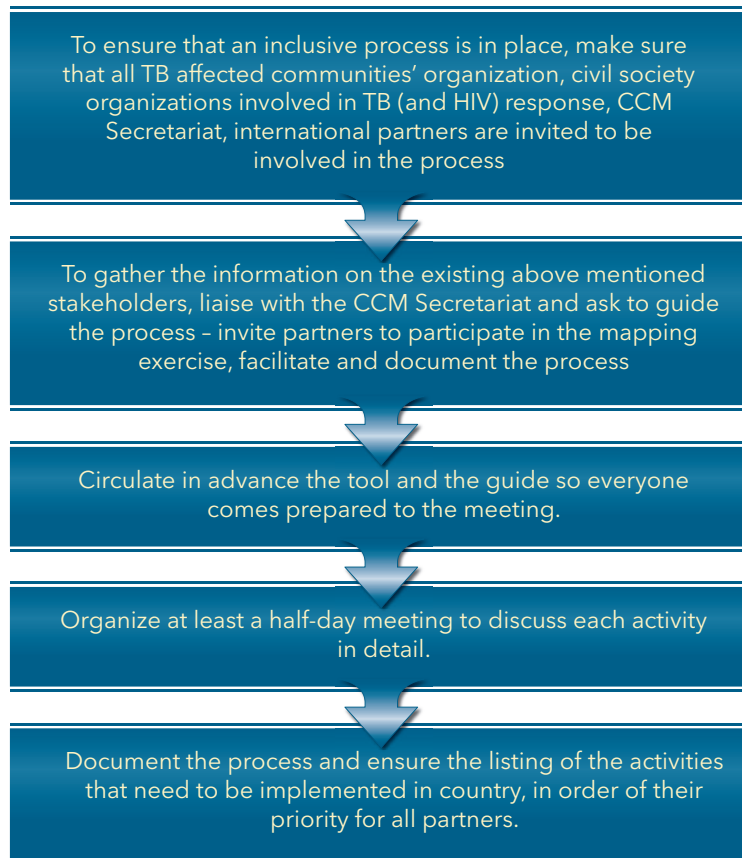 To ensure that an inclusive process is in place, make sure
that all TB affected communities’ organization, civil society
organizations involved in TB (and HIV) response, CCM
Secretariat, international partners are invited to be
involved in the process
To gather the information on the existing above mentioned
stakeholders, liaise with the CCM Secretariat and ask to guide
the process – invite partners to participate in the mapping
exercise, facilitate and document the process
Circulate in advance the tool and the guide so everyone
comes prepared to the meeting.
Organize at least a half-day meeting to discuss each activity
in detail.
Document the process and ensure the listing of the activities
that need to be implemented in country, in order of their
priority for all partners.